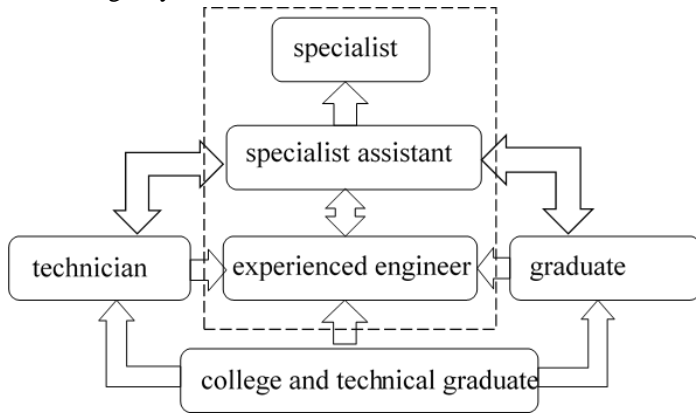 specialist
specialist assistant
technician
experienced engineer
graduate
college and technical graduate